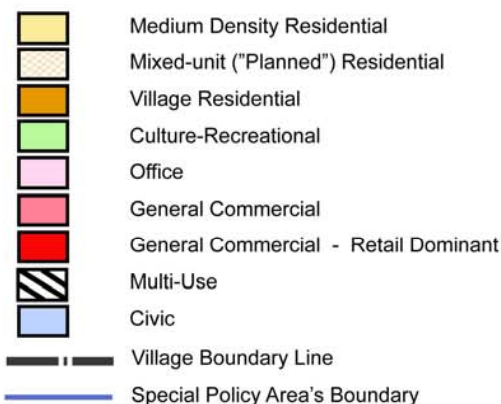 Medium Density Residential
Mixed-unit ("Planned") Residential
Village Residential
Culture-Recreational
Office
General Commercial
General Commercial - Retail Dominant
Multi-Use
Civic
Village Boundary Line
Special Policy Area's Boundary